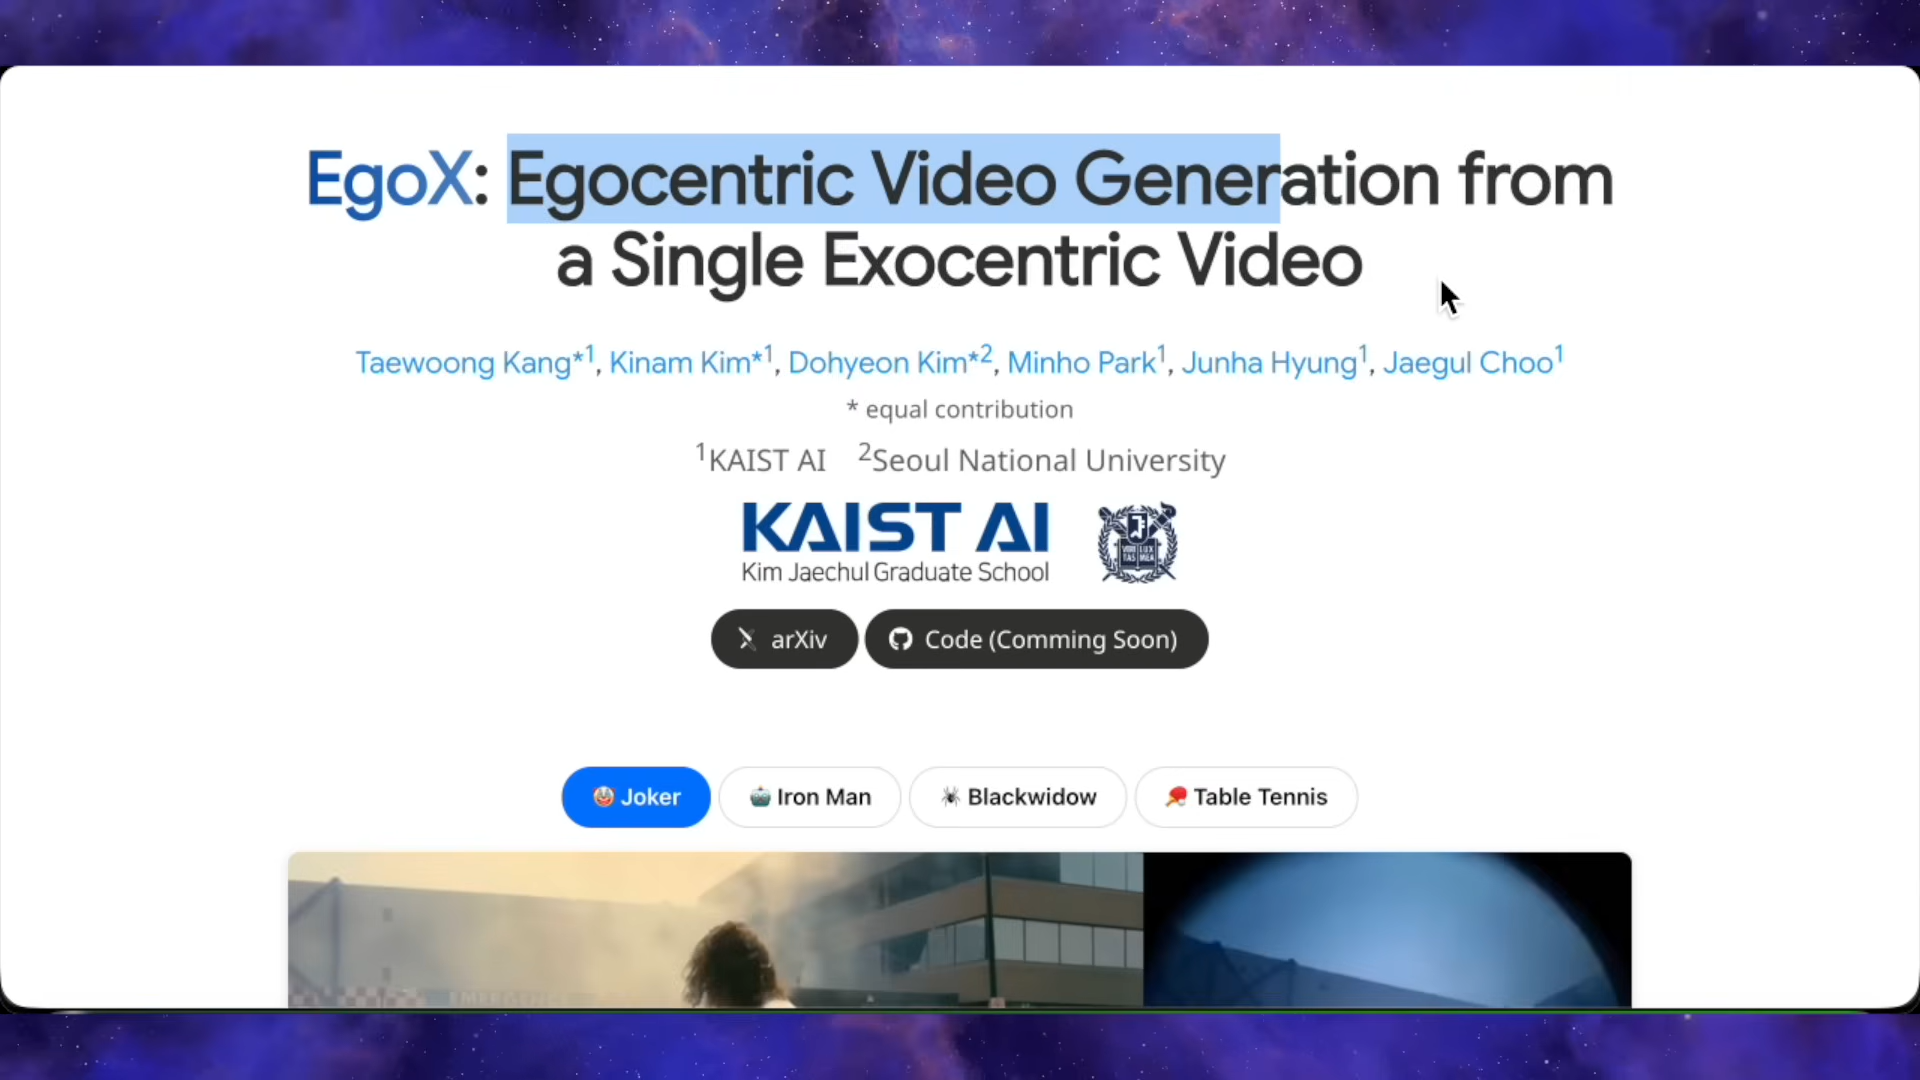 EgoX: Egocentric Video Generation from
a Single Exocentric Video
Taewoong Kang*¹, Kinam Kim*¹, Dohyeon Kim*², Minho Park¹, Junha Hyung¹, Jaegul Choo¹
* equal contribution
¹KAIST AI ²Seoul National University
KAIST AI
Kim Jaechul Graduate School
arXiv Code (Comming Soon)
Joker Iron Man Blackwidow Table Tennis